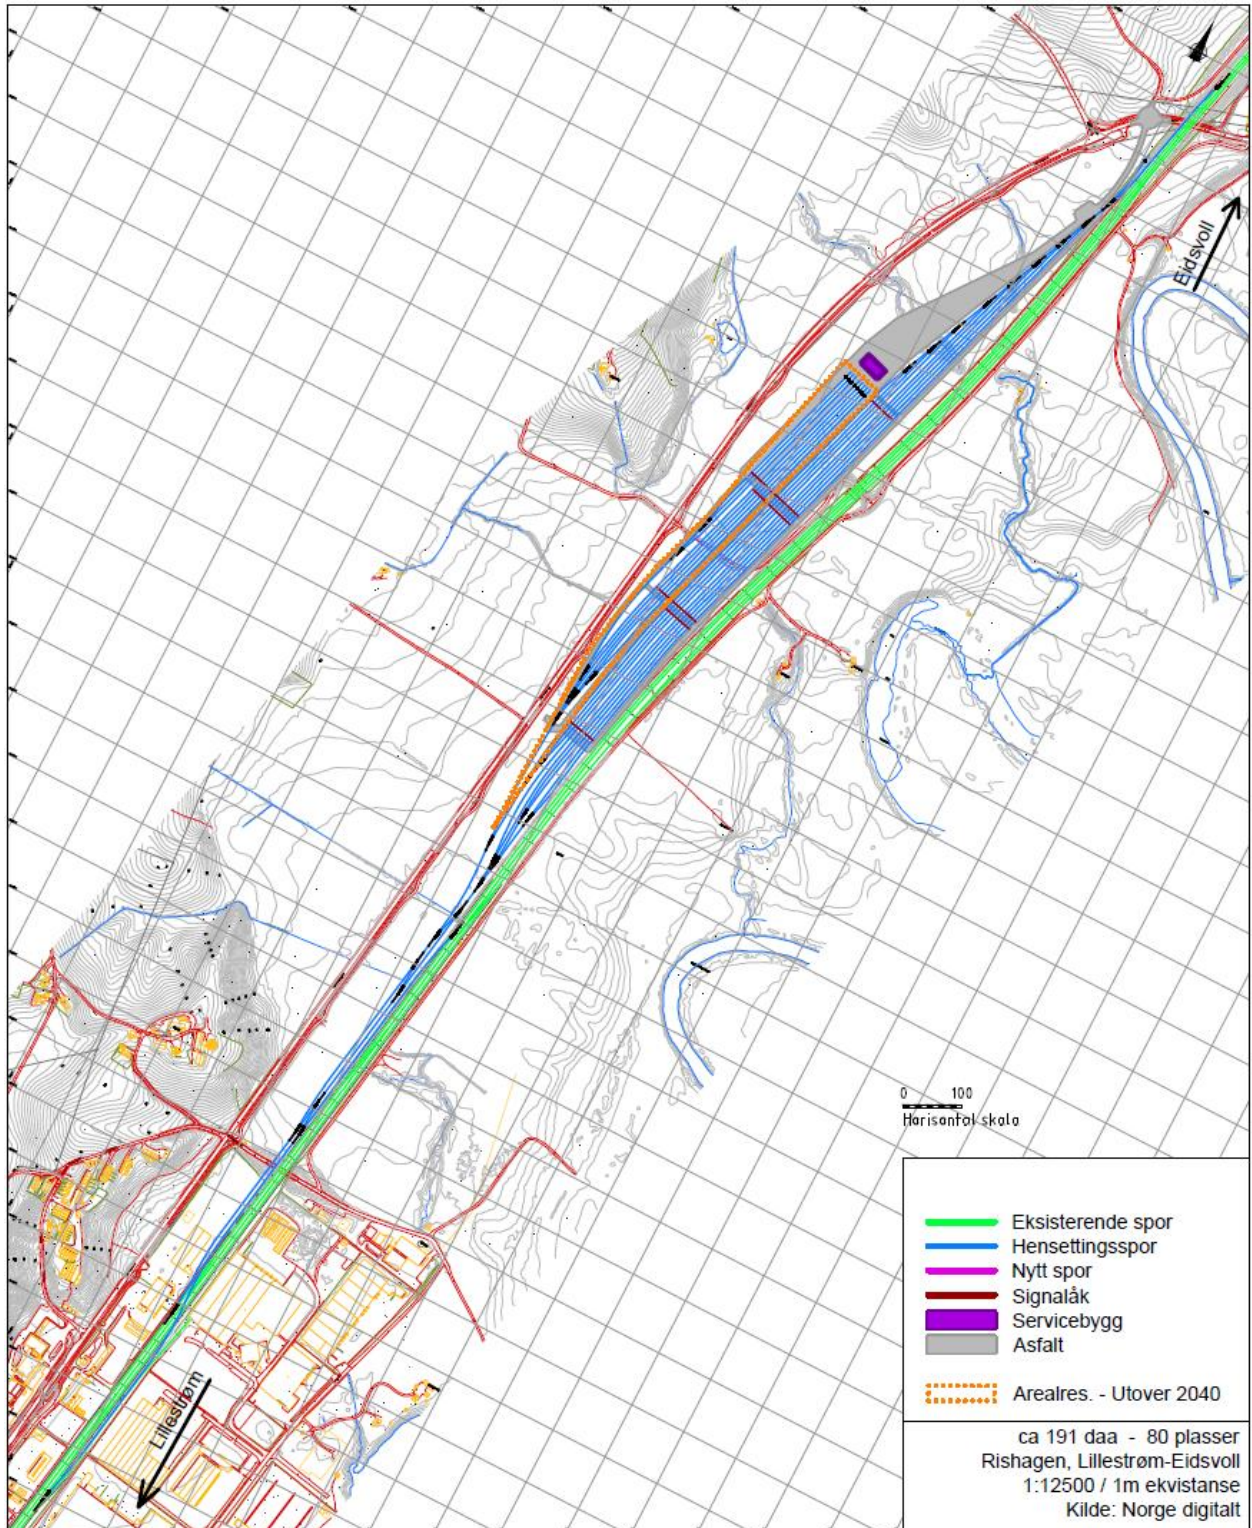 Eidsvoll
0 100
Horisontal skala
Eksisterende spor
Hensettingsspor
Nytt spor
Signalåk
Servicebygg
Asfalt
Arealres. - Utover 2040
Lillestrøm
ca 191 daa - 80 plasser
Rishagen, Lillestrøm-Eidsvoll
1:12500 / 1m ekvistanse
Kilde: Norge digitalt